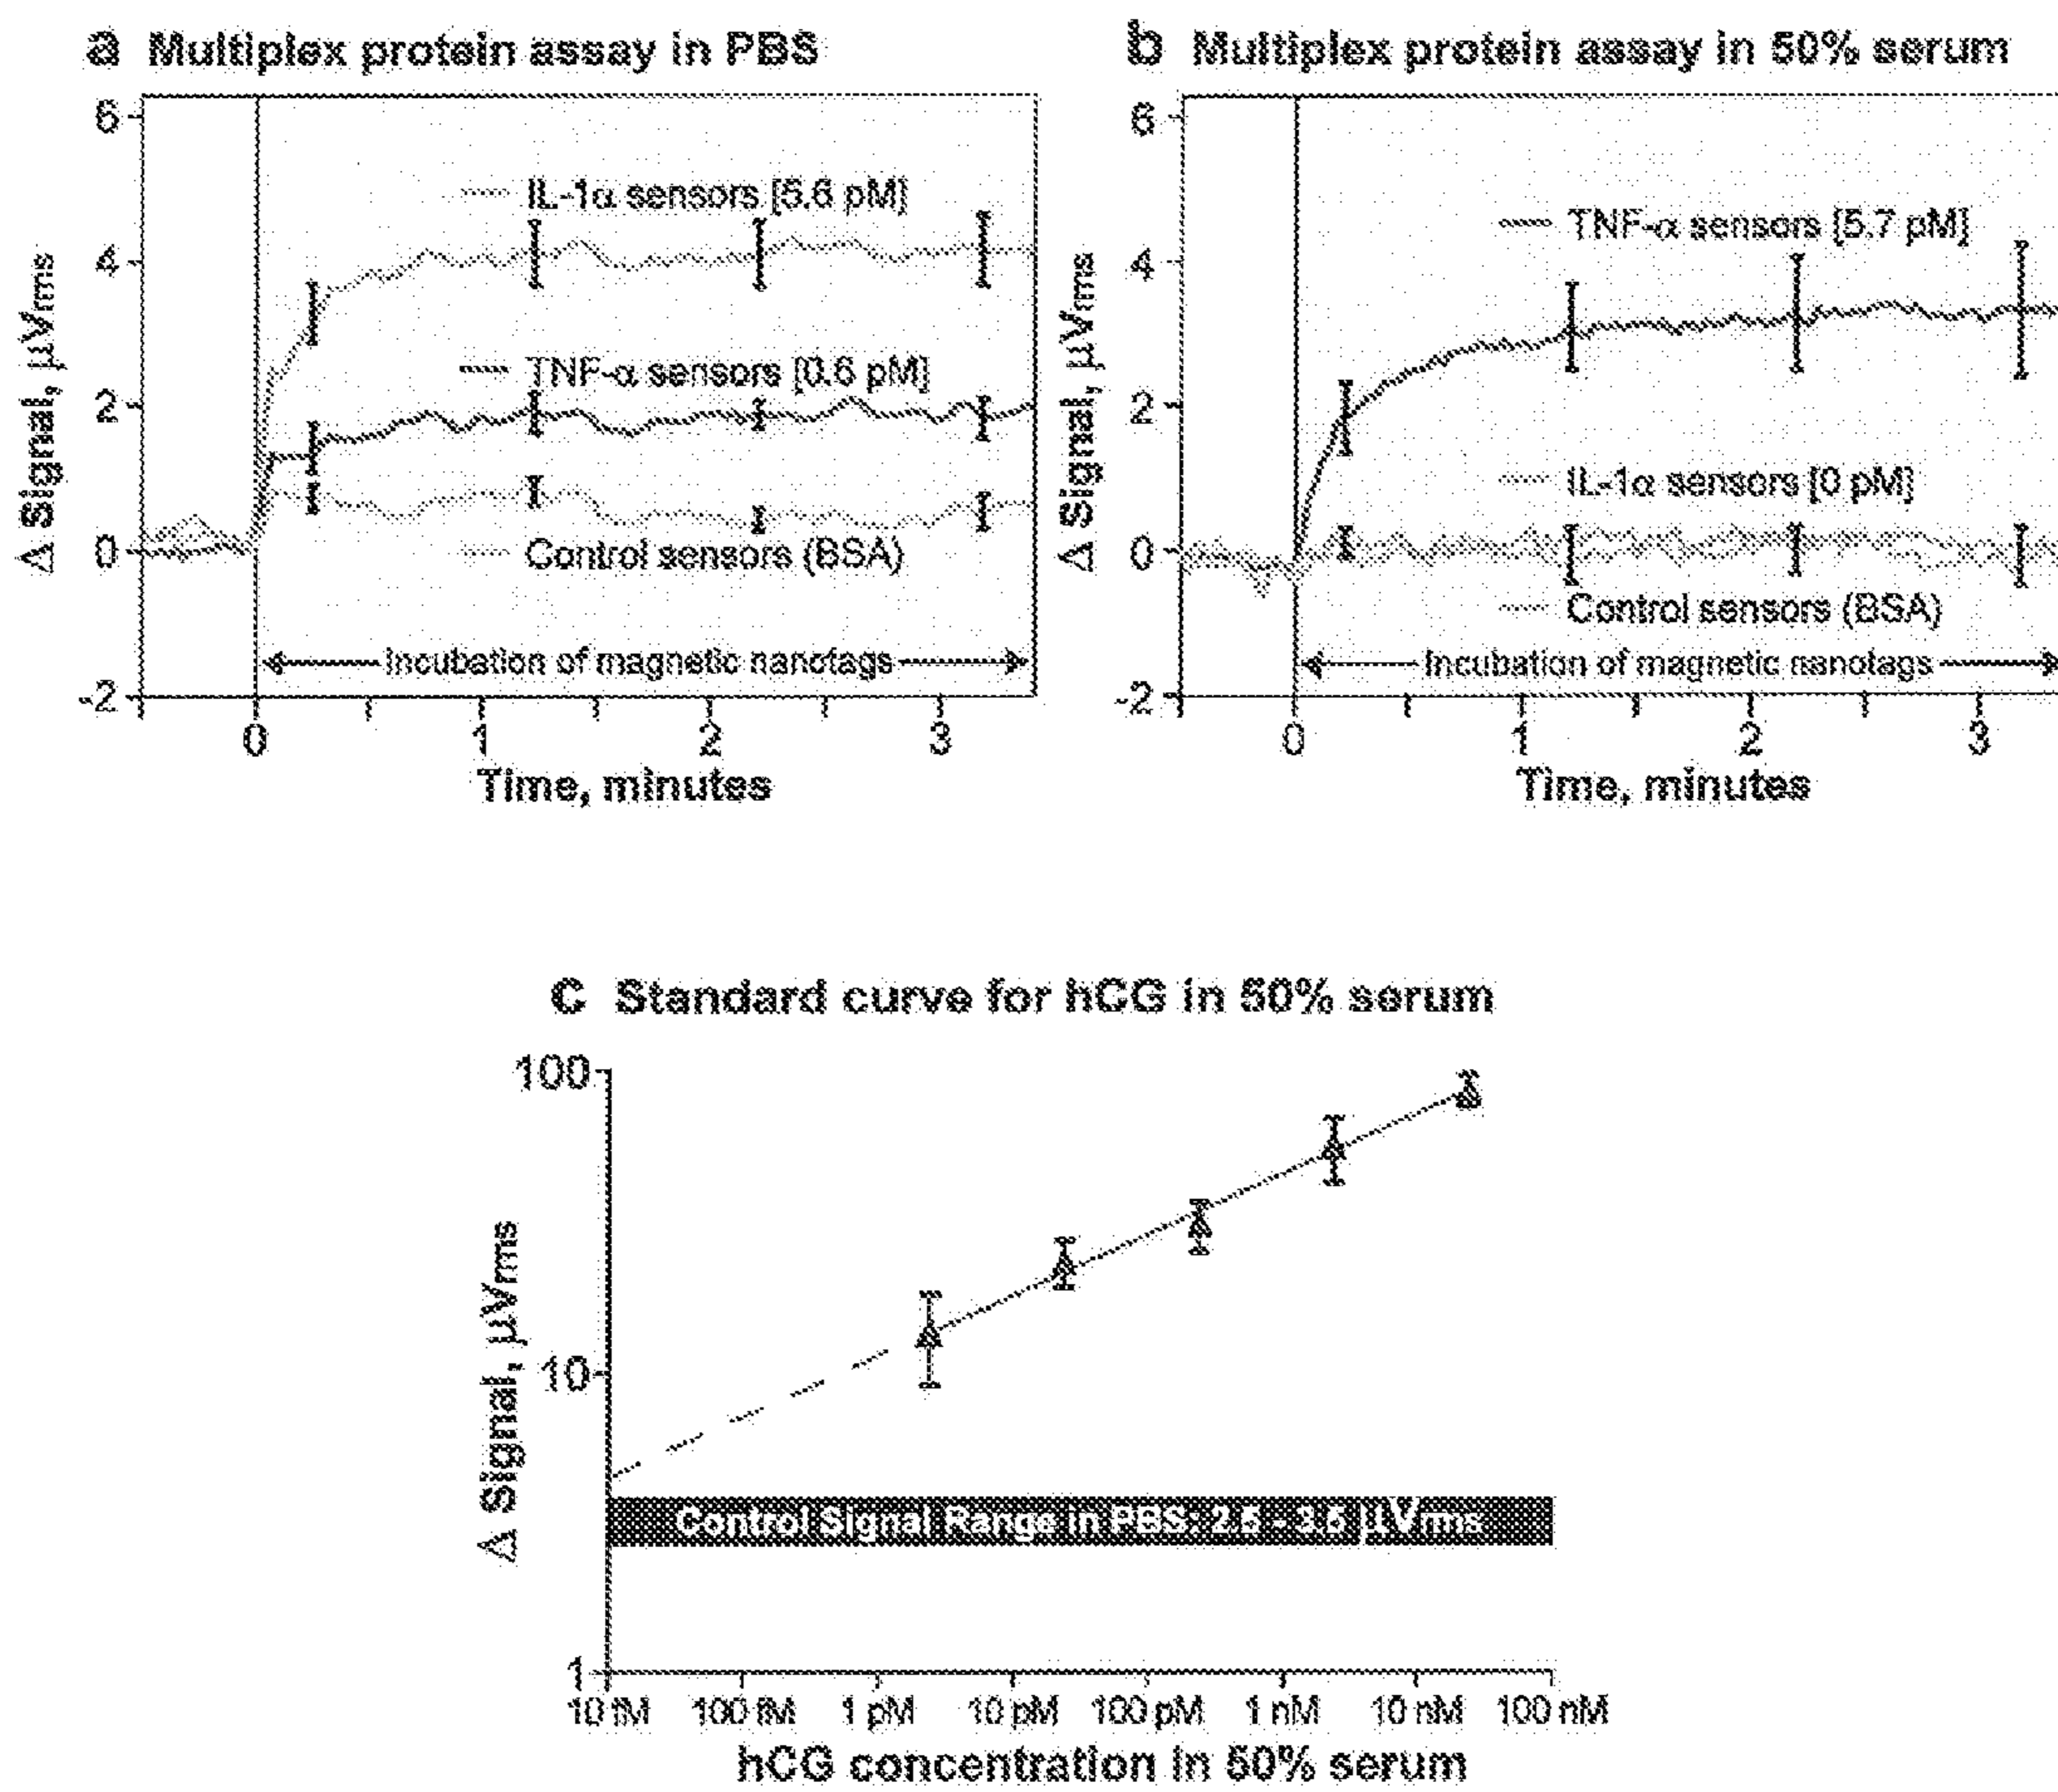 a Multiplex protein assay in PBS
6
4
2
0
-2
Δ Signal, µVrms
IL-1α sensors [5.6 pM]
TNF-α sensors [0.6 pM]
Control sensors (BSA)
Incubation of magnetic nanotags
0 1 2 3
Time, minutes
b Multiplex protein assay in 50% serum
6
4
2
0
-2
Δ Signal, µVrms
TNF-α sensors [5.7 pM]
IL-1α sensors [0 pM]
Control sensors (BSA)
Incubation of magnetic nanotags
0 1 2 3
Time, minutes
c Standard curve for hCG in 50% serum
100
10
1
Δ Signal, µVrms
Control Signal Range in PBS: 2.5 - 3.5 µVrms
10 fM 100 fM 1 pM 10 pM 100 pM 1 nM 10 nM 100 nM
hCG concentration in 50% serum